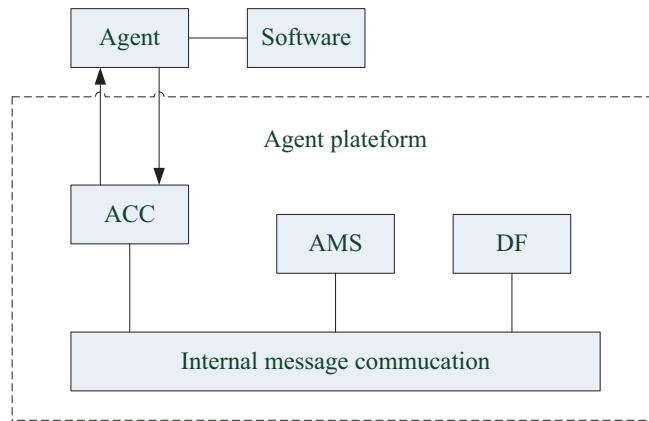 Agent
Software
Agent plateform
ACC
AMS
DF
Internal message commucation